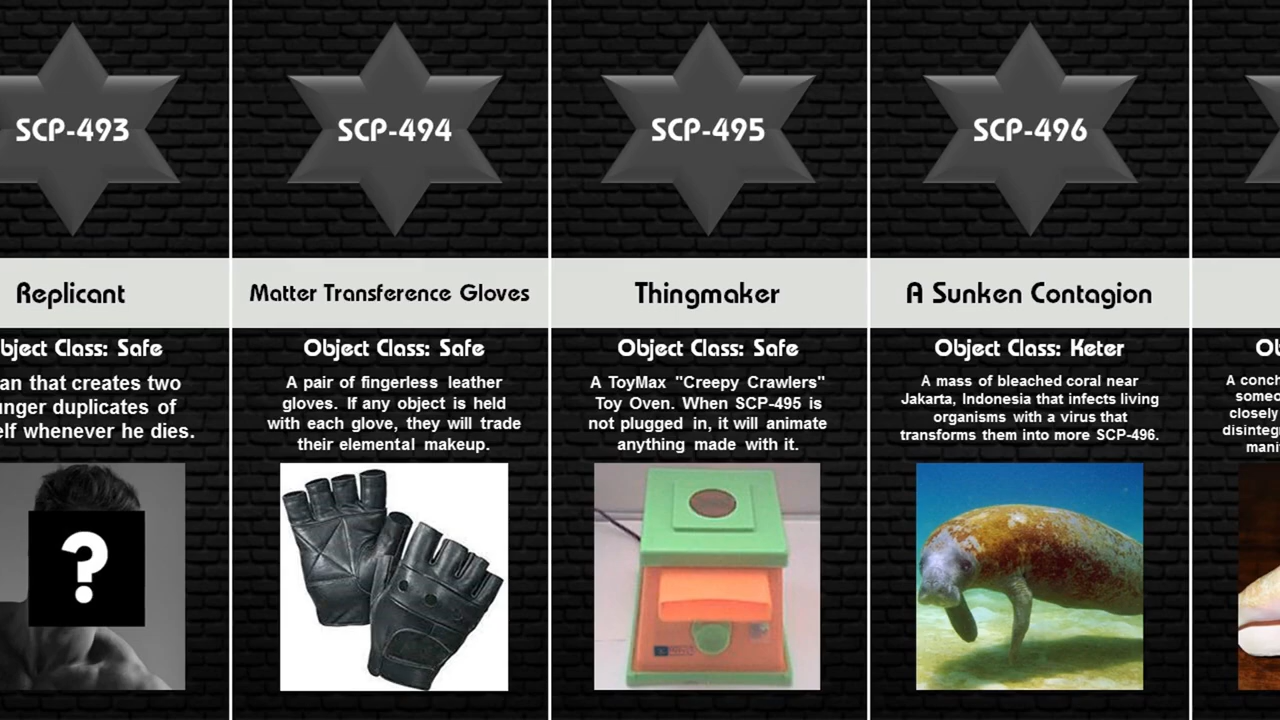 SCP-493
Replicant
bject Class: Safe
an that creates two
nger duplicates of
elf whenever he dies.
?
SCP-494
Matter Transference Gloves
Object Class: Safe
A pair of fingerless leather
gloves. If any object is held
with each glove, they will trade
their elemental makeup.
SCP-495
Thingmaker
Object Class: Safe
A ToyMax "Creepy Crawlers"
Toy Oven. When SCP-495 is
not plugged in, it will animate
anything made with it.
SCP-496
A Sunken Contagion
Object Class: Keter
A mass of bleached coral near
Jakarta, Indonesia that infects living
organisms with a virus that
transforms them into more SCP-496.
Ob
A conch
someo
closely
disintegr
mani